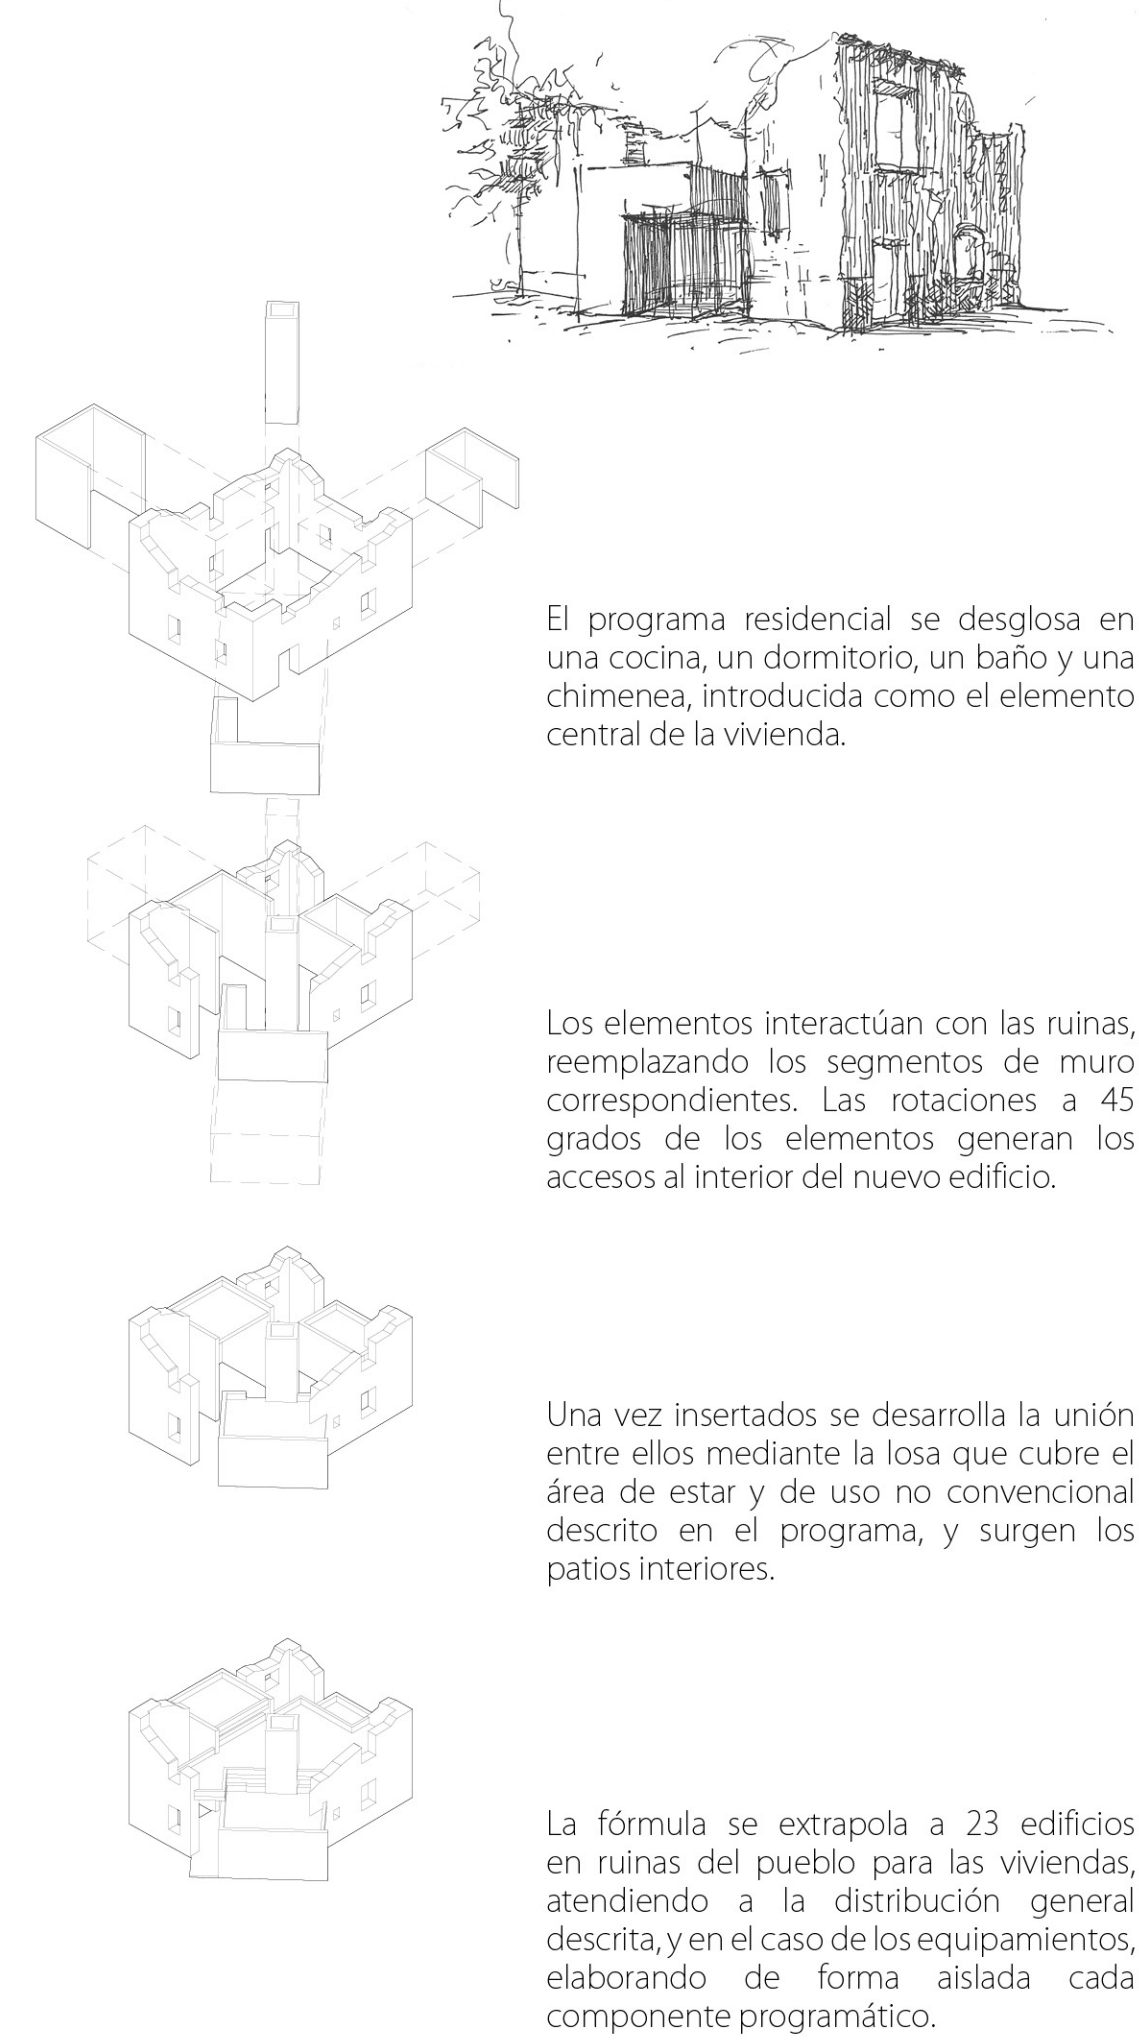 El programa residencial se desglosa en
una cocina, un dormitorio, un baño y una
chimenea, introducida como el elemento
central de la vivienda.
Los elementos interactúan con las ruinas,
reemplazando los segmentos de muro
correspondientes. Las rotaciones a 45
grados de los elementos generan los
accesos al interior del nuevo edificio.
Una vez insertados se desarrolla la unión
entre ellos mediante la losa que cubre el
área de estar y de uso no convencional
descrito en el programa, y surgen los
patios interiores.
La fórmula se extrapola a 23 edificios
en ruinas del pueblo para las viviendas,
atendiendo a la distribución general
descrita, y en el caso de los equipamientos,
elaborando de forma aislada cada
componente programático.